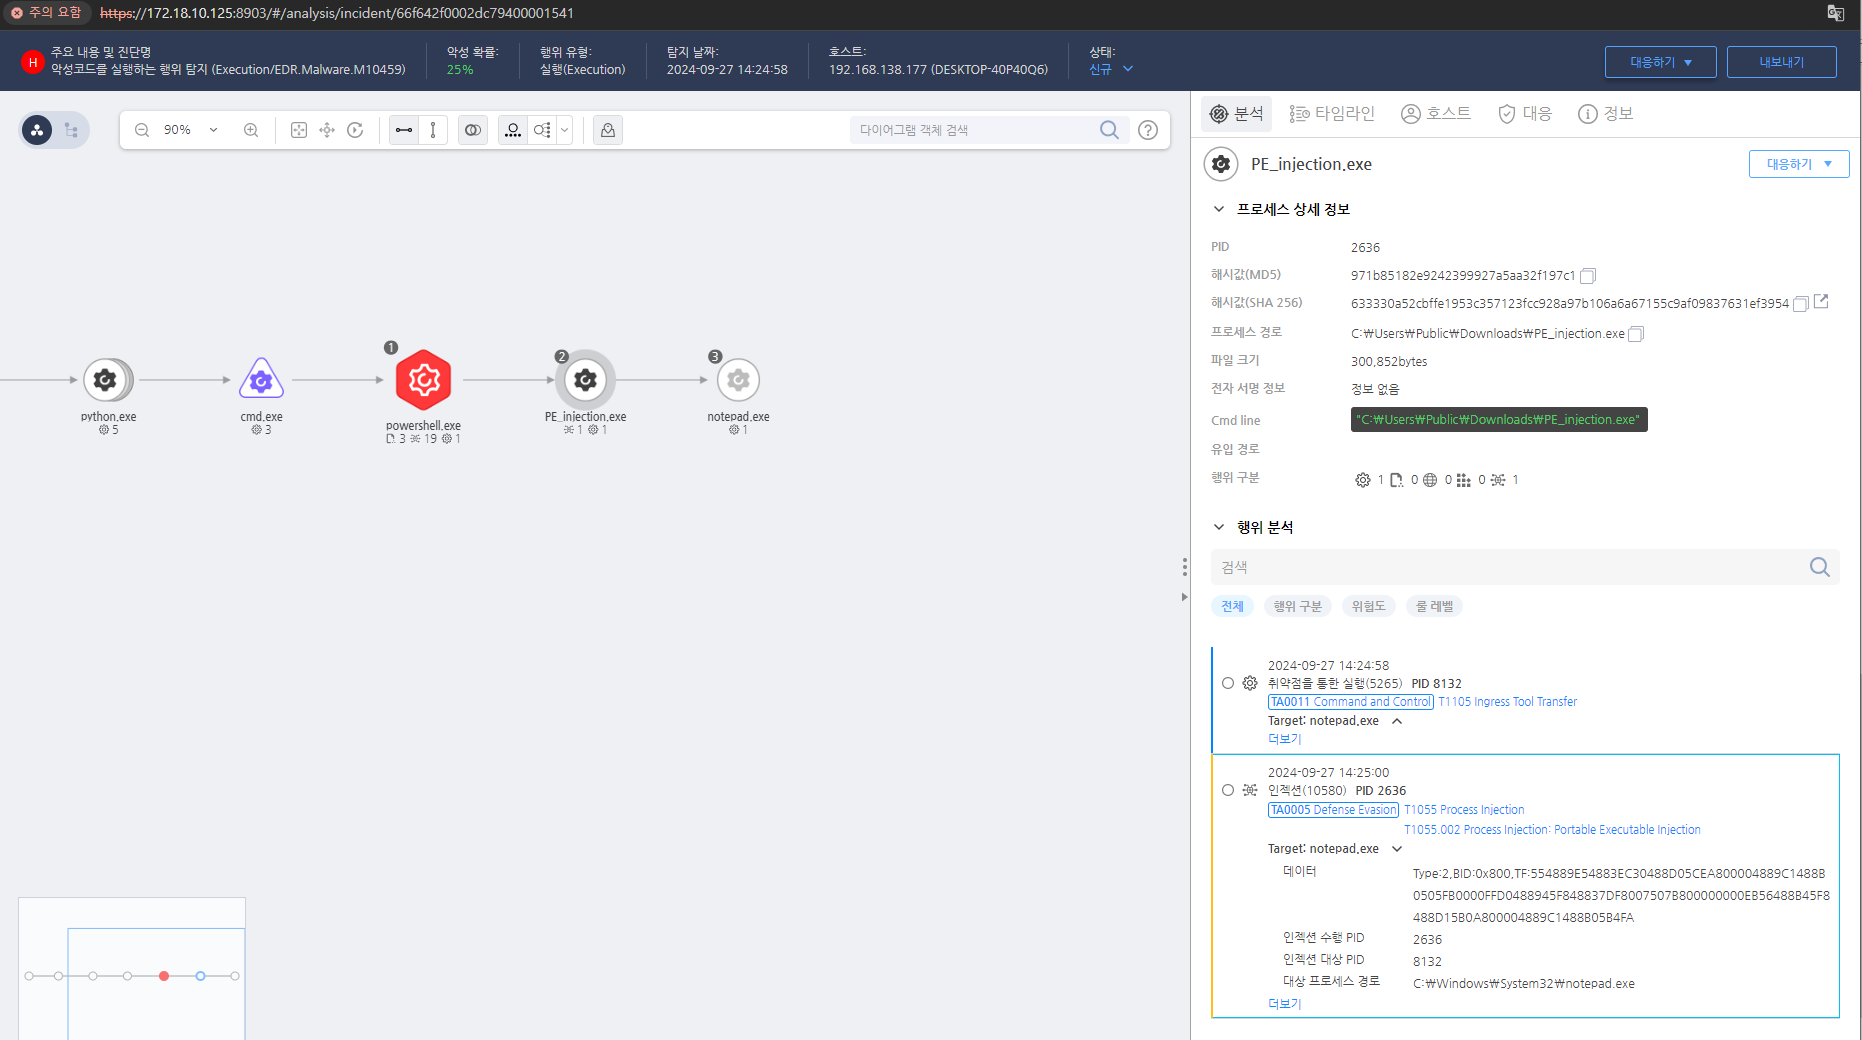 주의 요함 https://172.18.10.125:8903/#/analysis/incident/66f642f0002dc79400001541
H
주요 내용 및 진단명
악성코드를 실행하는 행위 탐지 (Execution/EDR.Malware.M10459)
악성 확률:
25%
행위 유형:
실행(Execution)
탐지 날짜:
2024-09-27 14:24:58
호스트:
192.168.138.177 (DESKTOP-40P40Q6)
상태:
신규
대응하기 ▼
내보내기
90%
다이어그램 객체 검색
?
분석 타임라인 호스트 대응 정보
python.exe
5
cmd.exe
3
1
powershell.exe
3 19 1
2
PE_injection.exe
1 1
3
notepad.exe
1
PE_injection.exe
대응하기 ▼
프로세스 상세 정보
PID 2636
해시값(MD5) 971b85182e9242399927a5aa32f197c1
해시값(SHA 256) 633330a52cbffe1953c357123fcc928a97b106a6a67155c9af09837631ef3954
프로세스 경로 C:₩Users₩Public₩Downloads₩PE_injection.exe
파일 크기 300,852bytes
전자 서명 정보 정보 없음
Cmd line "C:₩Users₩Public₩Downloads₩PE_injection.exe"
유입 경로
행위 구분 1 0 0 0 1
행위 분석
검색
전체 행위 구분 위험도 룰 레벨
2024-09-27 14:24:58
취약점을 통한 실행(5265) PID 8132
TA0011 Command and Control T1105 Ingress Tool Transfer
Target: notepad.exe
더보기
2024-09-27 14:25:00
인젝션(10580) PID 2636
TA0005 Defense Evasion T1055 Process Injection
T1055.002 Process Injection: Portable Executable Injection
Target: notepad.exe
데이터 Type:2,BID:0x800,TF:554889E54883EC30488D05CEA800004889C1488B
0505FB0000FFD0488945F848837DF8007507B800000000EB56488B45F8
488D15B0A800004889C1488B05B4FA
인젝션 수행 PID 2636
인젝션 대상 PID 8132
대상 프로세스 경로 C:₩Windows₩System32₩notepad.exe
더보기